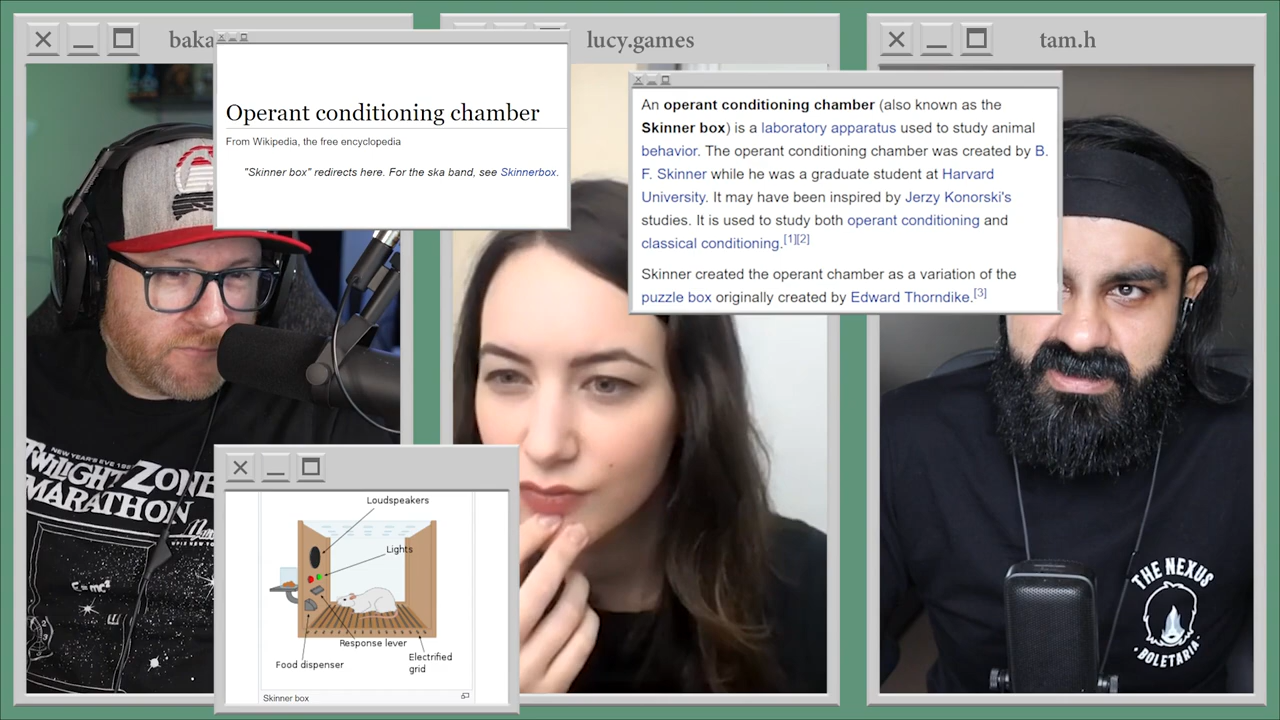 baka
lucy.games
tam.h
Operant conditioning chamber
From Wikipedia, the free encyclopedia
"Skinner box" redirects here. For the ska band, see Skinnerbox.
An operant conditioning chamber (also known as the
Skinner box) is a laboratory apparatus used to study animal
behavior. The operant conditioning chamber was created by B.
F. Skinner while he was a graduate student at Harvard
University. It may have been inspired by Jerzy Konorski's
studies. It is used to study both operant conditioning and
classical conditioning.[1][2]
Skinner created the operant chamber as a variation of the
puzzle box originally created by Edward Thorndike.[3]
NEW YEAR'S EVE
TWILIGHT ZONE
MARATHON
Loudspeakers
Lights
Response lever
Food dispenser
Electrified
grid
Skinner box
THE NEXUS
BOLETARIA